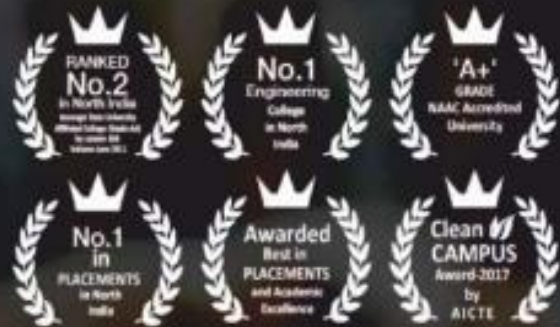 RANKED
No.2
in North India
No.1
Engineering
College
in North
India
'A+'
GRADE
NAAC Accredited
University
No.1
in
PLACEMENTS
in North
India
Awarded
Best in
PLACEMENTS
and Academic
Excellence
Clean
CAMPUS
Award-2017
by
AICTE